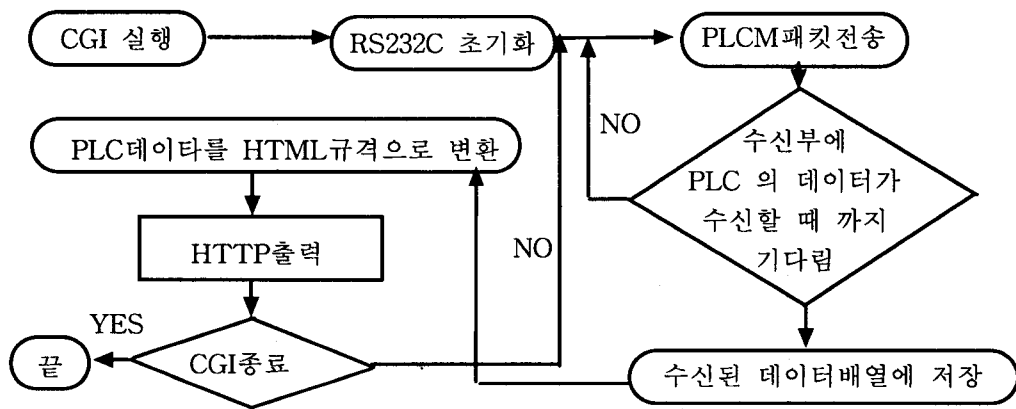 CGI 실행
RS232C 초기화
PLCM패킷전송
NO
수신부에
PLC 의 데이터가
수신할 때 까지
기다림
PLC데이타를 HTML규격으로 변환
HTTP출력
NO
YES
끝
CGI종료
수신된 데이터배열에 저장